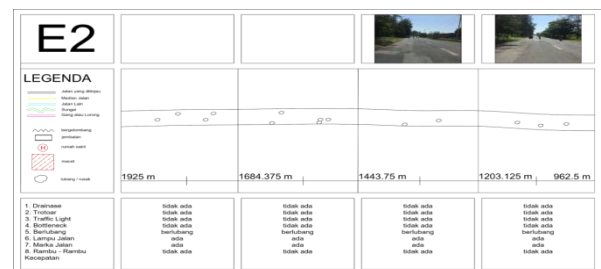 E2
LEGENDA
Jalan yang ditinjau
Median Jalan
Jalan Lain
Sungai
Gang atau Lorong
bergelombang
jembatan
H
rumah sakit
macet
lubang / rusak
1925 m
1684.375 m
1443.75 m
1203.125 m
962.5 m
1. Drainase
2. Trotoar
3. Traffic Light
4. Bottleneck
5. Berlubang
6. Lampu Jalan
7. Marka Jalan
8. Rambu - Rambu
Kecepatan
tidak ada
tidak ada
tidak ada
tidak ada
berlubang
ada
ada
tidak ada
tidak ada
tidak ada
tidak ada
tidak ada
berlubang
ada
ada
tidak ada
tidak ada
tidak ada
tidak ada
tidak ada
berlubang
ada
ada
tidak ada
tidak ada
tidak ada
tidak ada
tidak ada
berlubang
ada
ada
tidak ada